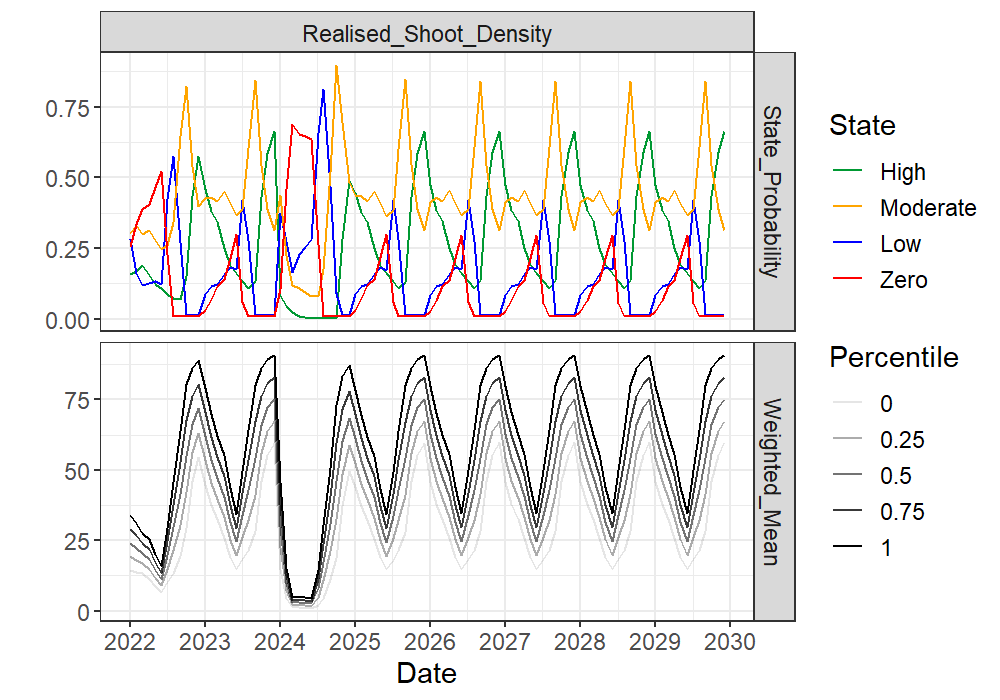 Realised_Shoot_Density
0.75
0.50
0.25
0.00
State_Probability
75
50
25
0
Weighted_Mean
2022 2023 2024 2025 2026 2027 2028 2029 2030
Date
State
High
Moderate
Low
Zero
Percentile
0
0.25
0.5
0.75
1